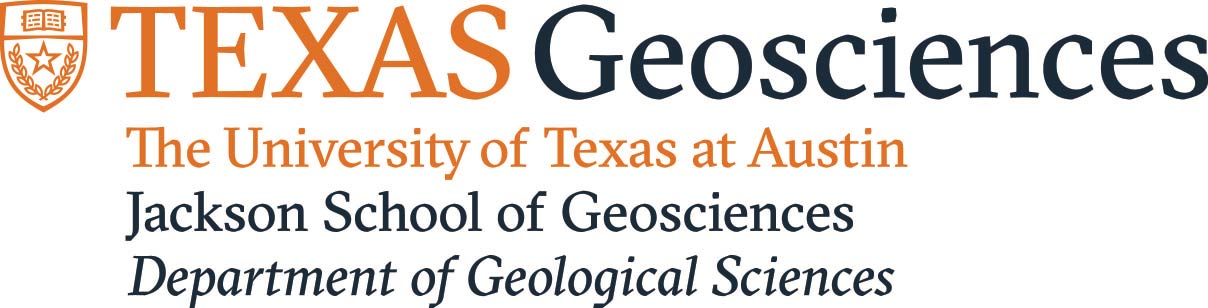 TEXAS Geosciences
The University of Texas at Austin
Jackson School of Geosciences
Department of Geological Sciences